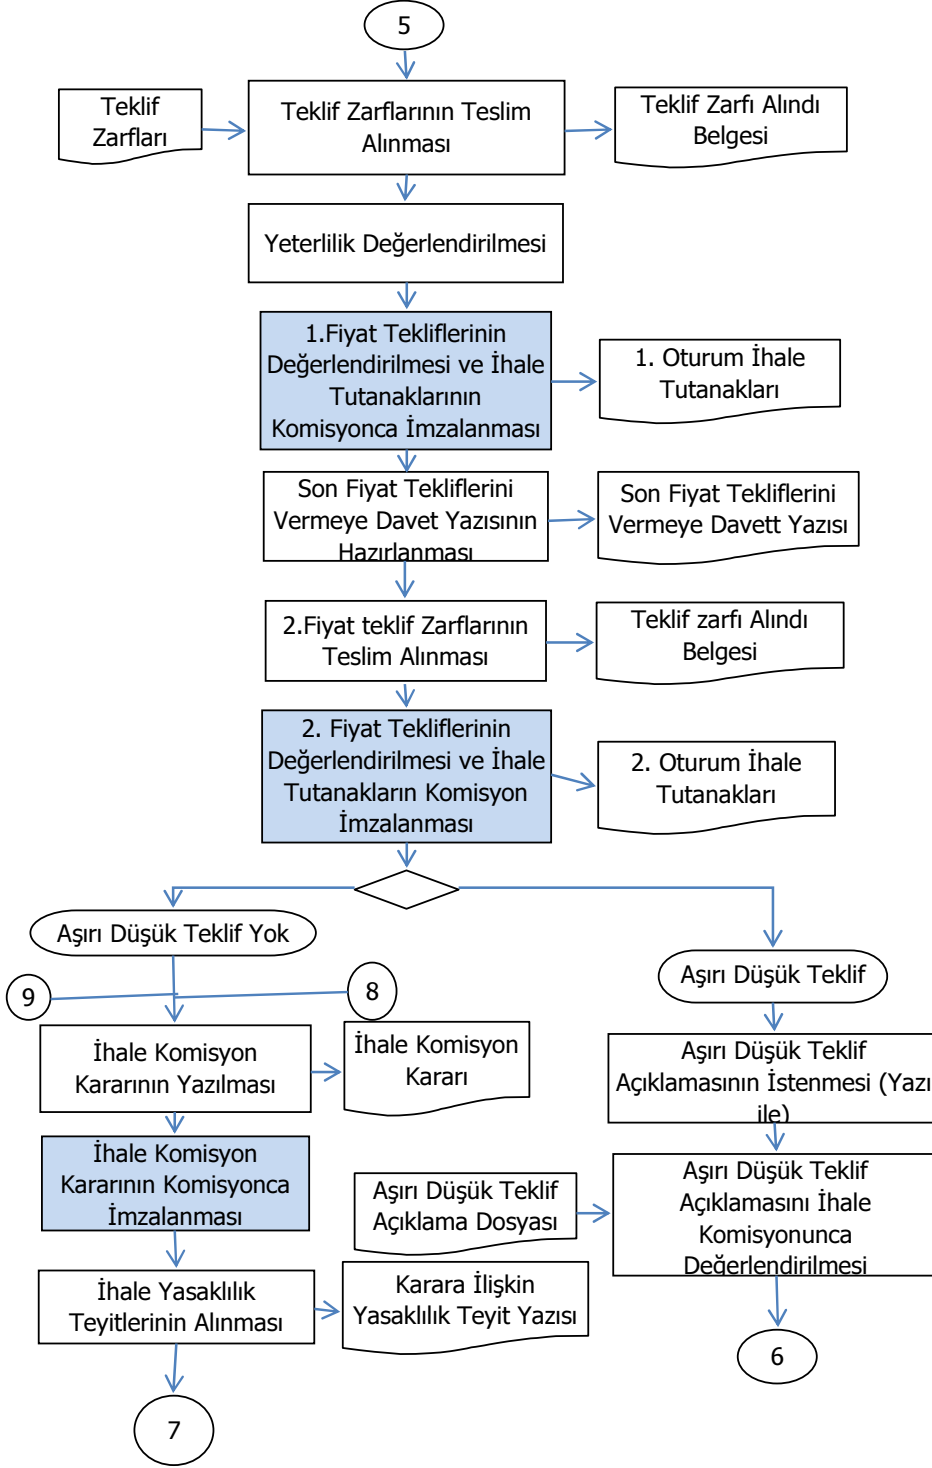 5
Teklif
Zarfları
Teklif Zarflarının Teslim
Alınması
Teklif Zarfı Alındı
Belgesi
Yeterlilik Değerlendirilmesi
1.Fiyat Tekliflerinin
Değerlendirilmesi ve İhale
Tutanaklarının
Komisyonca İmzalanması
1. Oturum İhale
Tutanakları
Son Fiyat Tekliflerini
Vermeye Davet Yazısının
Hazırlanması
Son Fiyat Tekliflerini
Vermeye Davett Yazısı
2.Fiyat teklif Zarflarının
Teslim Alınması
Teklif zarfı Alındı
Belgesi
2. Fiyat Tekliflerinin
Değerlendirilmesi ve İhale
Tutanakların Komisyon
İmzalanması
2. Oturum İhale
Tutanakları
Aşırı Düşük Teklif Yok
Aşırı Düşük Teklif
9
8
İhale Komisyon
Kararının Yazılması
İhale Komisyon
Kararı
Aşırı Düşük Teklif
Açıklamasının İstenmesi (Yazı
ile)
İhale Komisyon
Kararının Komisyonca
İmzalanması
Aşırı Düşük Teklif
Açıklama Dosyası
Aşırı Düşük Teklif
Açıklamasını İhale
Komisyonunca
Değerlendirilmesi
İhale Yasaklılık
Teyitlerinin Alınması
Karara İlişkin
Yasaklılık Teyit Yazısı
6
7